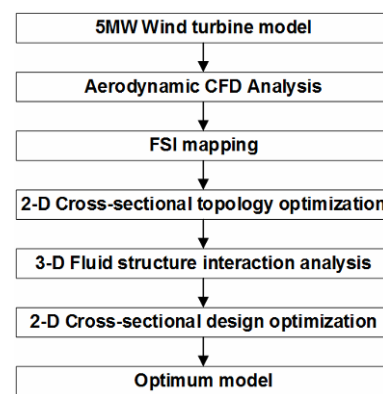 5MW Wind turbine model
Aerodynamic CFD Analysis
FSI mapping
2-D Cross-sectional topology optimization
3-D Fluid structure interaction analysis
2-D Cross-sectional design optimization
Optimum model